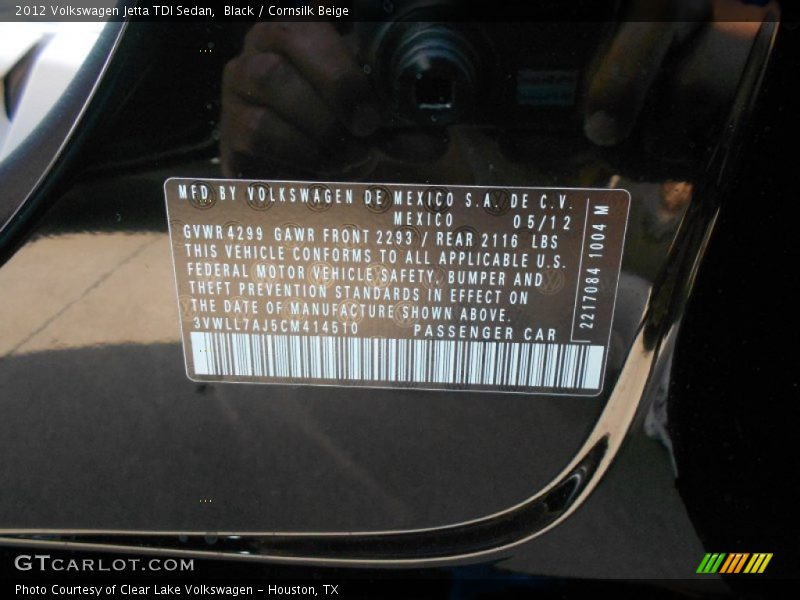 2012 Volkswagen Jetta TDI Sedan,  Black / Cornsilk Beige
MFD BY VOLKSWAGEN DE MEXICO S.A. DE C.V.
MEXICO 05/12
GVWR 4299 GAWR FRONT 2293 / REAR 2116 LBS
THIS VEHICLE CONFORMS TO ALL APPLICABLE U.S.
FEDERAL MOTOR VEHICLE SAFETY, BUMPER AND
THEFT PREVENTION STANDARDS IN EFFECT ON
THE DATE OF MANUFACTURE SHOWN ABOVE.
3VWLL7AJ5CM414510 PASSENGER CAR
2217084 1004 M
GTCARLOT.COM
Photo Courtesy of Clear Lake Volkswagen - Houston, TX